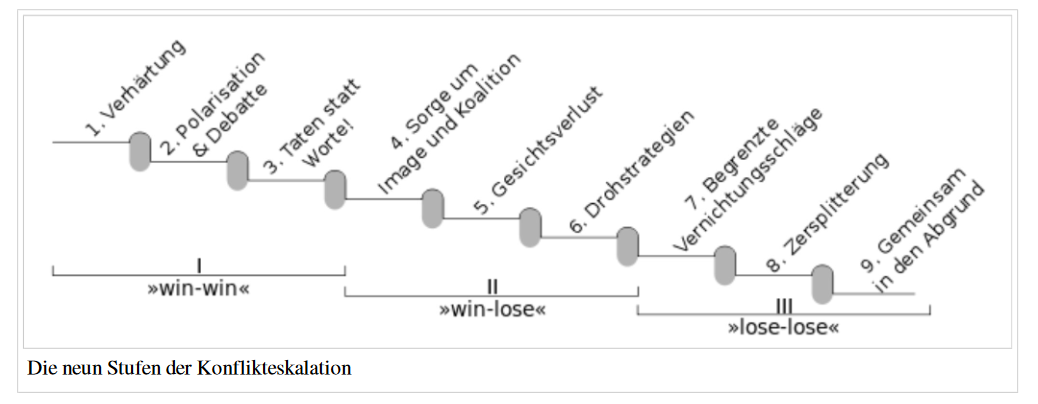 1. Verhärtung
2. Polarisation
& Debatte
3. Taten statt
Worte!
4. Sorge um
Image und Koalition
5. Gesichtsverlust
6. Drohstrategien
7. Begrenzte
Vernichtungsschläge
8. Zersplitterung
9. Gemeinsam
in den Abgrund
I
»win-win«
II
»win-lose«
III
»lose-lose«
Die neun Stufen der Konflikteskalation